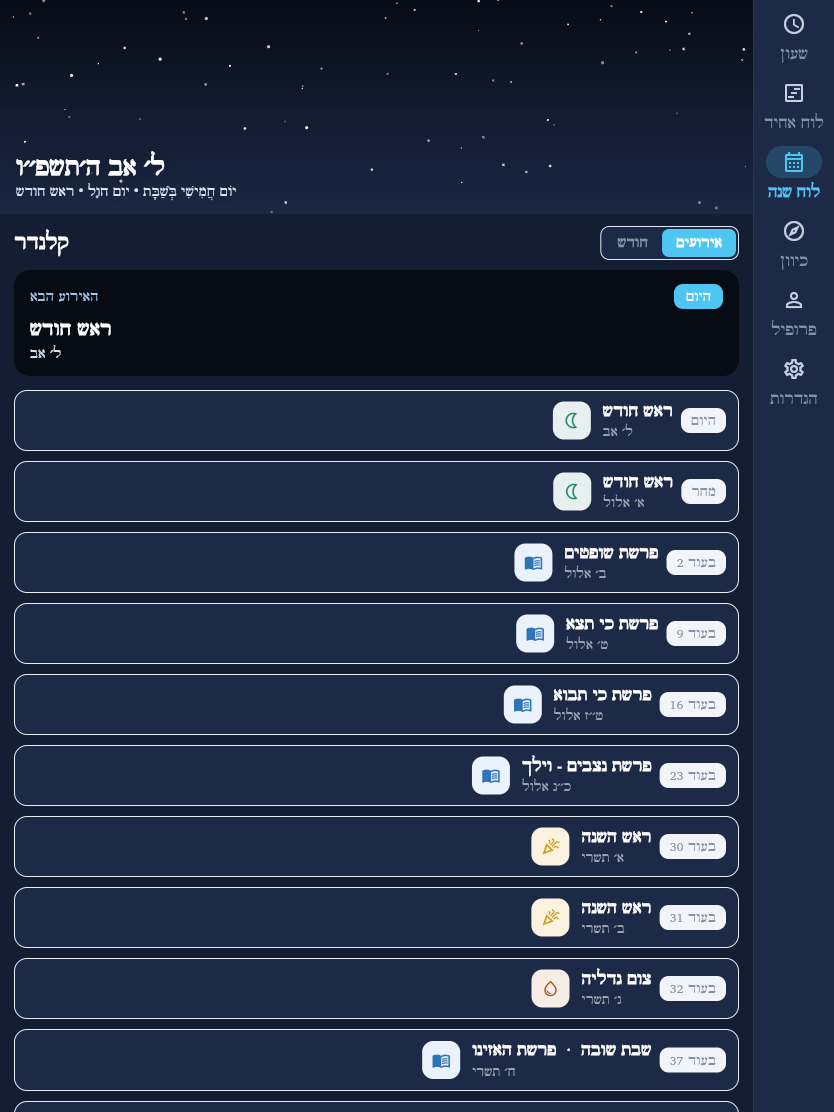 שעון
לוח אחיד
לוח שנה
כיוון
פרופיל
הגדרות
ל׳ אב ה׳תשפ״ו
יוֹם חֲמִישִׁי בְּשַׁבָּת • יום חול • ראש חודש
קלנדר
אירועים
חודש
האירוע הבא
היום
ראש חודש
ל׳ אב
היום
ראש חודש
ל׳ אב
מחר
ראש חודש
א׳ אלול
בעוד 2
פרשת שופטים
ב׳ אלול
בעוד 9
פרשת כי תצא
ט׳ אלול
בעוד 16
פרשת כי תבוא
ט״ז אלול
בעוד 23
פרשת נצבים - וילך
כ״ג אלול
בעוד 30
ראש השנה
א׳ תשרי
בעוד 31
ראש השנה
ב׳ תשרי
בעוד 32
צום גדליה
ג׳ תשרי
בעוד 37
שבת שובה · פרשת האזינו
ח׳ תשרי